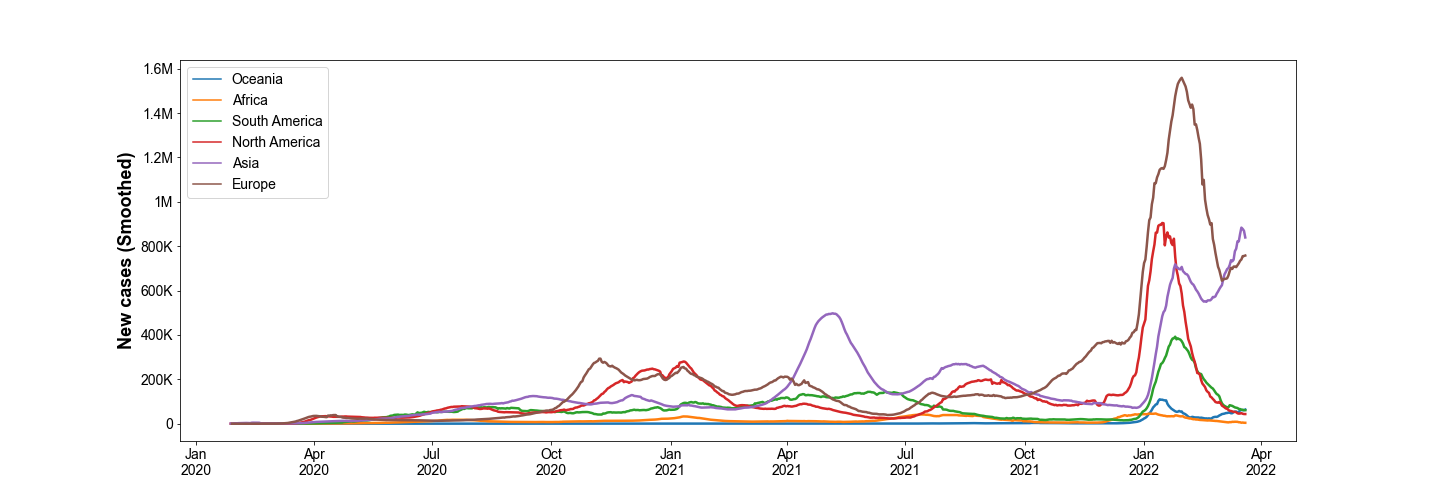 1.6M
1.4M
1.2M
1M
800K
600K
400K
200K
0
New cases (Smoothed)
Oceania
Africa
South America
North America
Asia
Europe
Jan Apr Jul Oct Jan Apr Jul Oct Jan Apr
2020 2020 2020 2020 2021 2021 2021 2021 2022 2022